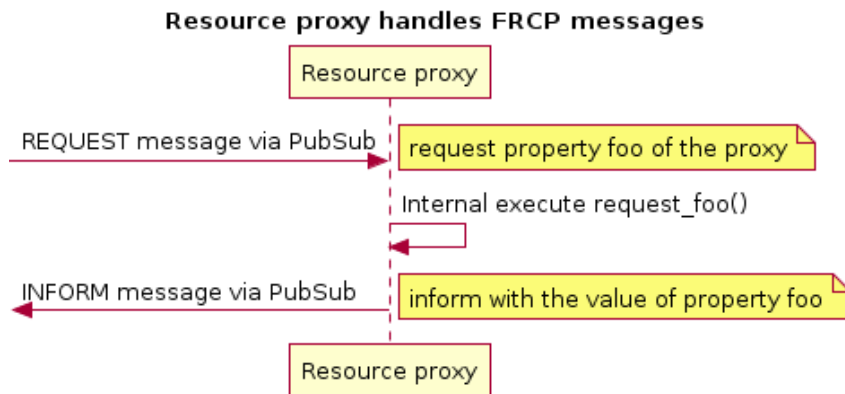 Resource proxy handles FRCP messages
Resource proxy
REQUEST message via PubSub
request property foo of the proxy
Internal execute request_foo()
INFORM message via PubSub
inform with the value of property foo
Resource proxy